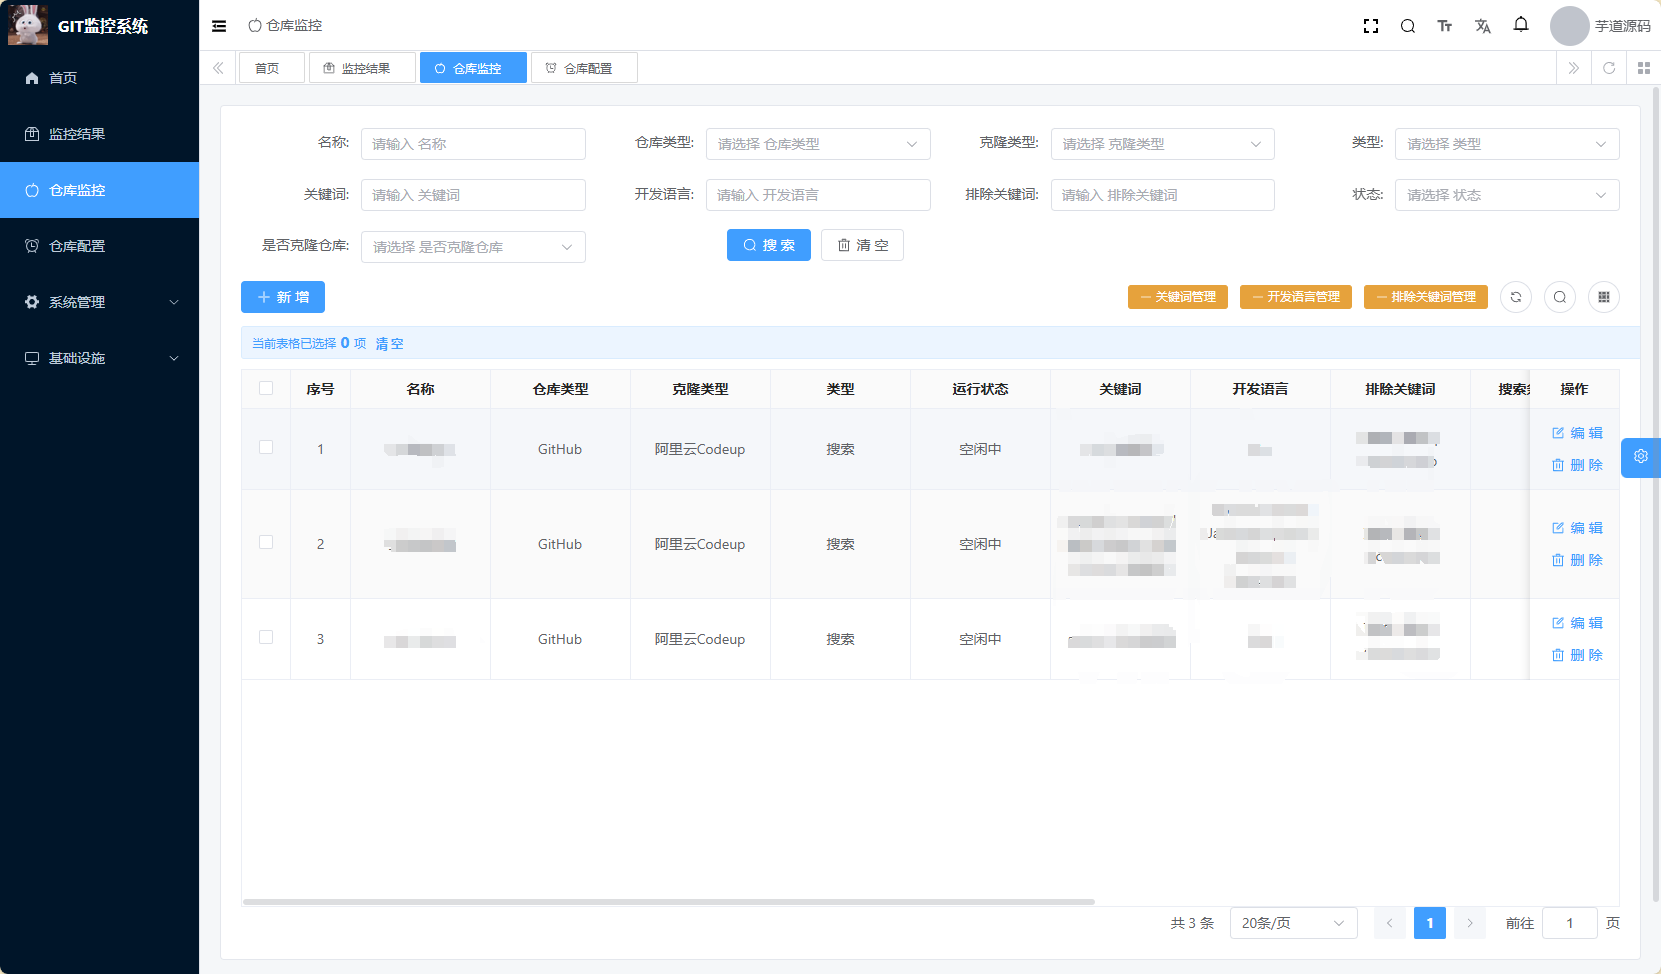 GIT监控系统
仓库监控
芋道源码
首页
监控结果
仓库监控
仓库配置
系统管理
基础设施
首页
监控结果
仓库监控
仓库配置
名称: 请输入 名称
仓库类型: 请选择 仓库类型
克隆类型: 请选择 克隆类型
类型: 请选择 类型
关键词: 请输入 关键词
开发语言: 请输入 开发语言
排除关键词: 请输入 排除关键词
状态: 请选择 状态
是否克隆仓库: 请选择 是否克隆仓库
搜索
清空
新增
关键词管理
开发语言管理
排除关键词管理
当前表格已选择 0 项 清空
序号 名称 仓库类型 克隆类型 类型 运行状态 关键词 开发语言 排除关键词 搜索 操作
1 GitHub 阿里云Codeup 搜索 空闲中 编辑
删除
2 GitHub 阿里云Codeup 搜索 空闲中 编辑
删除
3 GitHub 阿里云Codeup 搜索 空闲中 编辑
删除
共 3 条 20条/页 1 前往 1 页